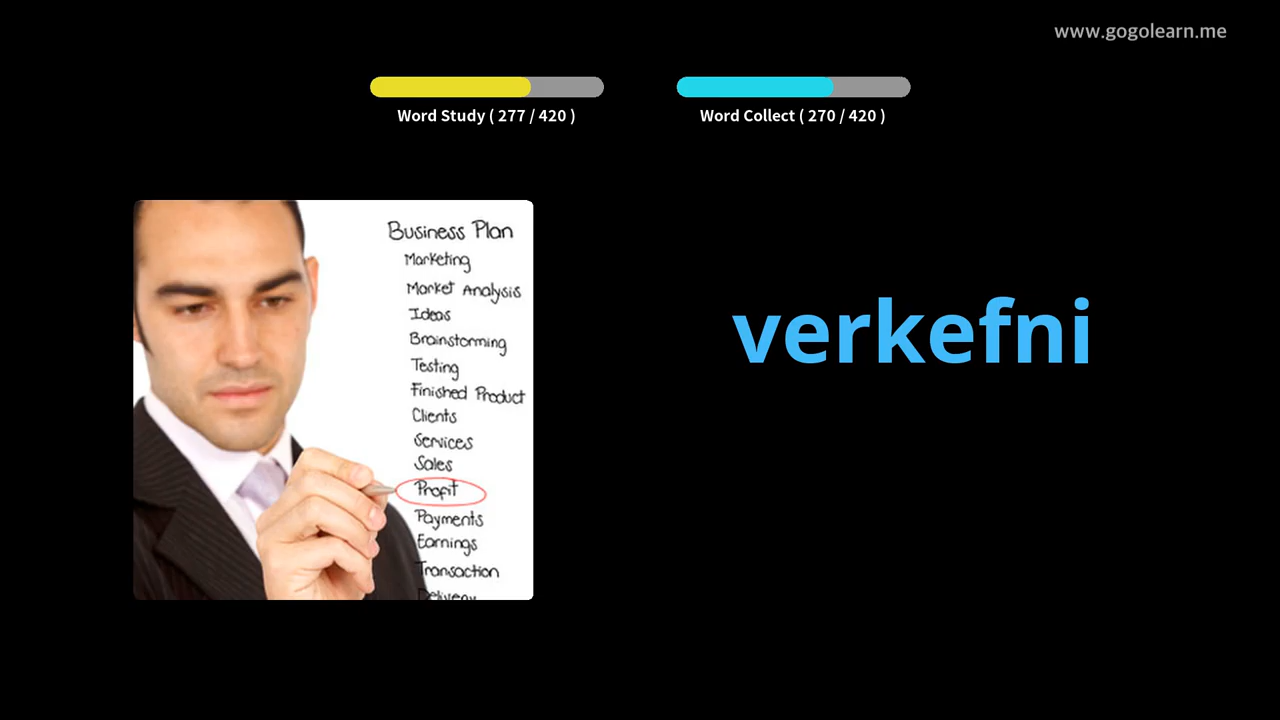 www.gogolearn.me
Word Study ( 277 / 420 )
Word Collect ( 270 / 420 )
Business Plan
Marketing
Market Analysis
Ideas
Brainstorming
Testing
Finished Product
Clients
Services
Sales
Profit
Payments
Earnings
Transaction
Delivery
verkefni